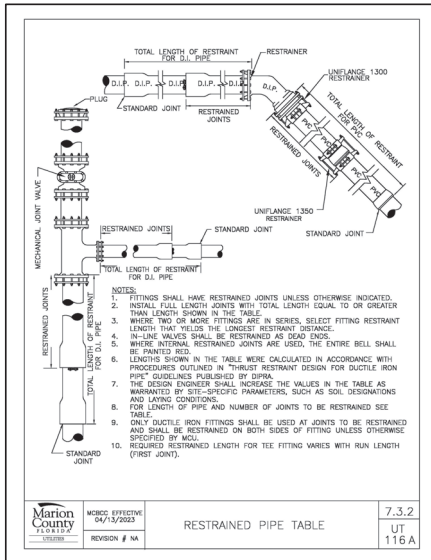 TOTAL LENGTH OF RESTRAINT
FOR D.I. PIPE
RESTRAINER
UNIFLANGE 1300
D.I.P.
D.I.P.
D.I.P.
D.I.P.
D.I.P.
D.I.P.
PLUG
STANDARD JOINT
RESTRAINED
JOINTS
TOTAL LENGTH OF RESTRAINT
FOR PVC
PVC
PVC
PVC
PVC
RESTRAINED JOINTS
MECHANICAL JOINT VALVE
UNIFLANGE 1350
RESTRAINER
STANDARD JOINT
RESTRAINED JOINTS
STANDARD JOINT
TOTAL LENGTH OF RESTRAINT
FOR D.I. PIPE
RESTRAINED JOINTS
TOTAL LENGTH OF RESTRAINT
FOR D.I. PIPE
STANDARD
JOINT
NOTES:
1. FITTINGS SHALL HAVE RESTRAINED JOINTS UNLESS OTHERWISE INDICATED.
2. INSTALL FULL LENGTH JOINTS WITH TOTAL LENGTH EQUAL TO OR GREATER
THAN LENGTH SHOWN IN THE TABLE.
3. WHERE TWO OR MORE FITTINGS ARE IN SERIES, SELECT FITTING RESTRAINT
LENGTH THAT YIELDS THE LONGEST RESTRAINT DISTANCE.
4. IN-LINE VALVES SHALL BE RESTRAINED AS DEAD ENDS.
5. WHERE INTERNAL RESTRAINED JOINTS ARE USED, THE ENTIRE BELL SHALL
BE PAINTED RED.
6. LENGTHS SHOWN IN THE TABLE WERE CALCULATED IN ACCORDANCE WITH
PROCEDURES OUTLINED IN "THRUST RESTRAINT DESIGN FOR DUCTILE IRON
PIPE" GUIDELINES PUBLISHED BY DIPRA.
7. THE DESIGN ENGINEER SHALL INCREASE THE VALUES IN THE TABLE AS
WARRANTED BY SITE-SPECIFIC PARAMETERS, SUCH AS SOIL DESIGNATIONS
AND LAYING CONDITIONS.
8. FOR LENGTH OF PIPE AND NUMBER OF JOINTS TO BE RESTRAINED SEE
TABLE.
9. ONLY DUCTILE IRON FITTINGS SHALL BE USED AT JOINTS TO BE RESTRAINED
AND SHALL BE RESTRAINED ON BOTH SIDES OF FITTING UNLESS OTHERWISE
SPECIFIED BY MCU.
10. REQUIRED RESTRAINED LENGTH FOR TEE FITTING VARIES WITH RUN LENGTH
(FIRST JOINT).
Marion
County
FLORIDA
UTILITIES
MCBCC EFFECTIVE
04/13/2023
REVISION # NA
RESTRAINED PIPE TABLE
7.3.2
UT
116 A